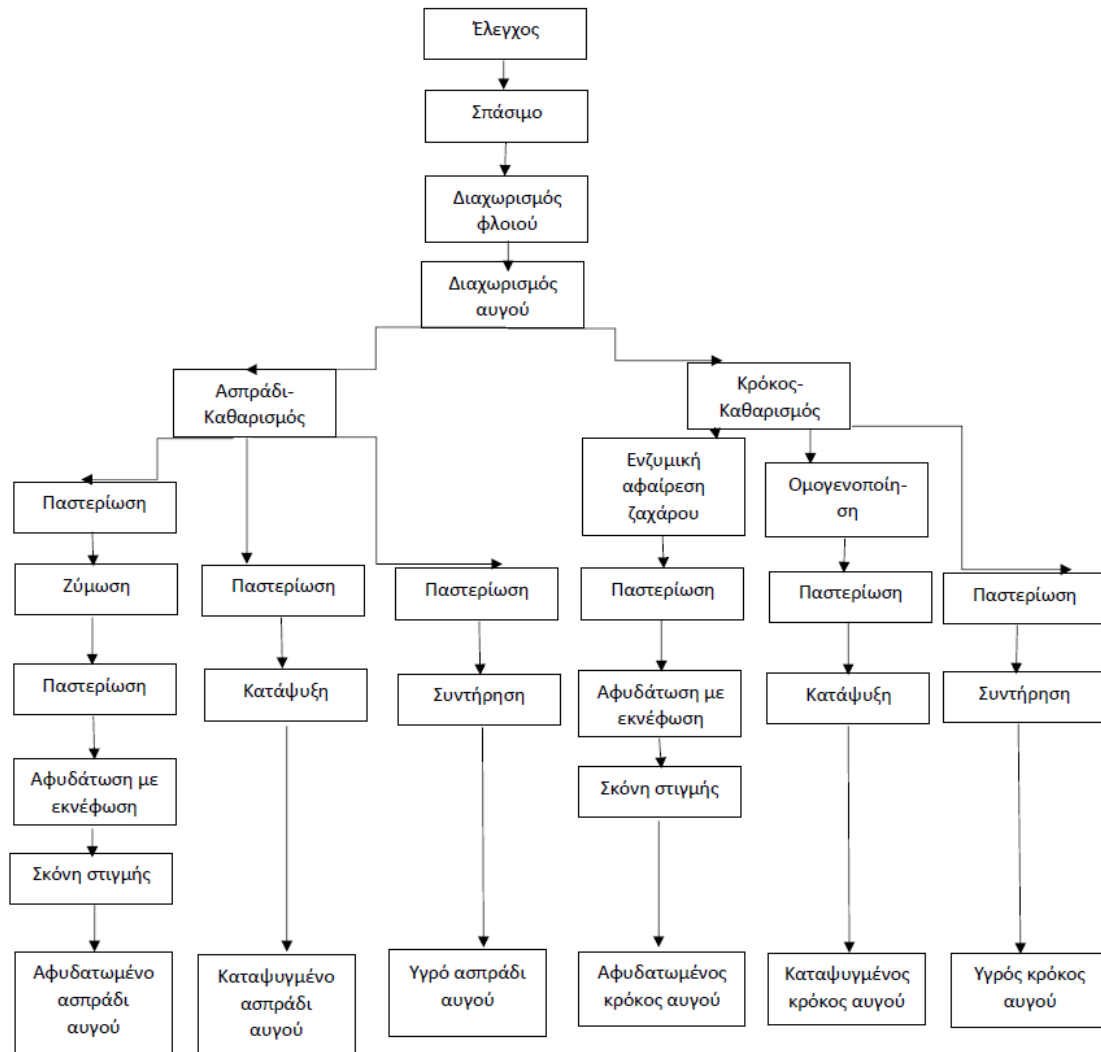 Έλεγχος
Σπάσιμο
Διαχωρισμός
φλοιού
Διαχωρισμός
αυγού
Ασπράδι-
Καθαρισμός
Κρόκος-
Καθαρισμός
Παστερίωση
Ζύμωση
Παστερίωση
Αφυδάτωση με
εκνέφωση
Σκόνη στιγμής
Αφυδατωμένο
ασπράδι
αυγού
Παστερίωση
Κατάψυξη
Καταψυγμένο
ασπράδι
αυγού
Παστερίωση
Συντήρηση
Υγρό ασπράδι
αυγού
Ενζυμική
αφαίρεση
ζαχάρου
Παστερίωση
Αφυδάτωση με
εκνέφωση
Σκόνη στιγμής
Αφυδατωμένος
κρόκος αυγού
Ομογενοποίη-
ση
Παστερίωση
Κατάψυξη
Καταψυγμένος
κρόκος αυγού
Παστερίωση
Συντήρηση
Υγρός κρόκος
αυγού